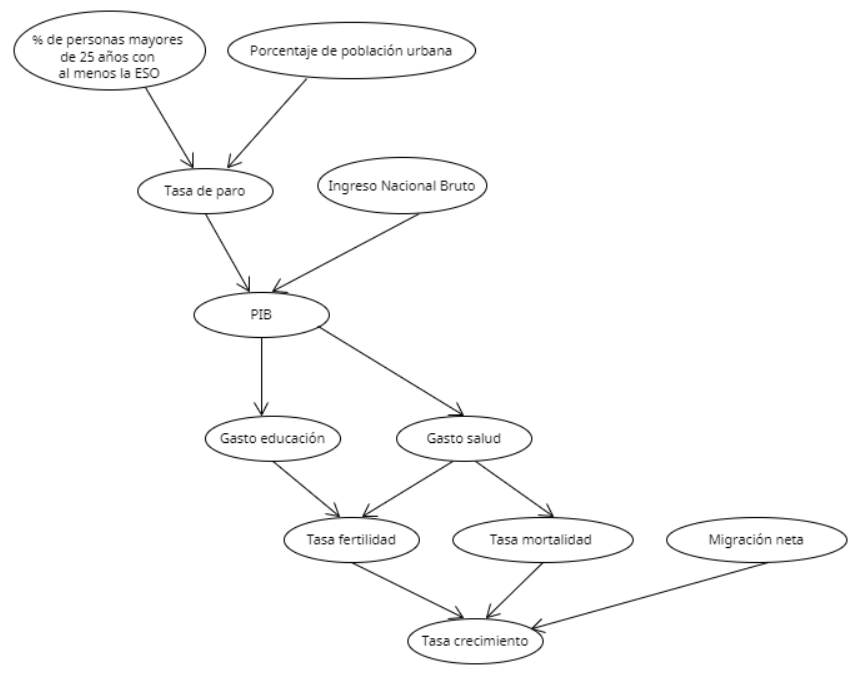 % de personas mayores
de 25 años con
al menos la ESO
Porcentaje de población urbana
Tasa de paro
Ingreso Nacional Bruto
PIB
Gasto educación
Gasto salud
Tasa fertilidad
Tasa mortalidad
Migración neta
Tasa crecimiento